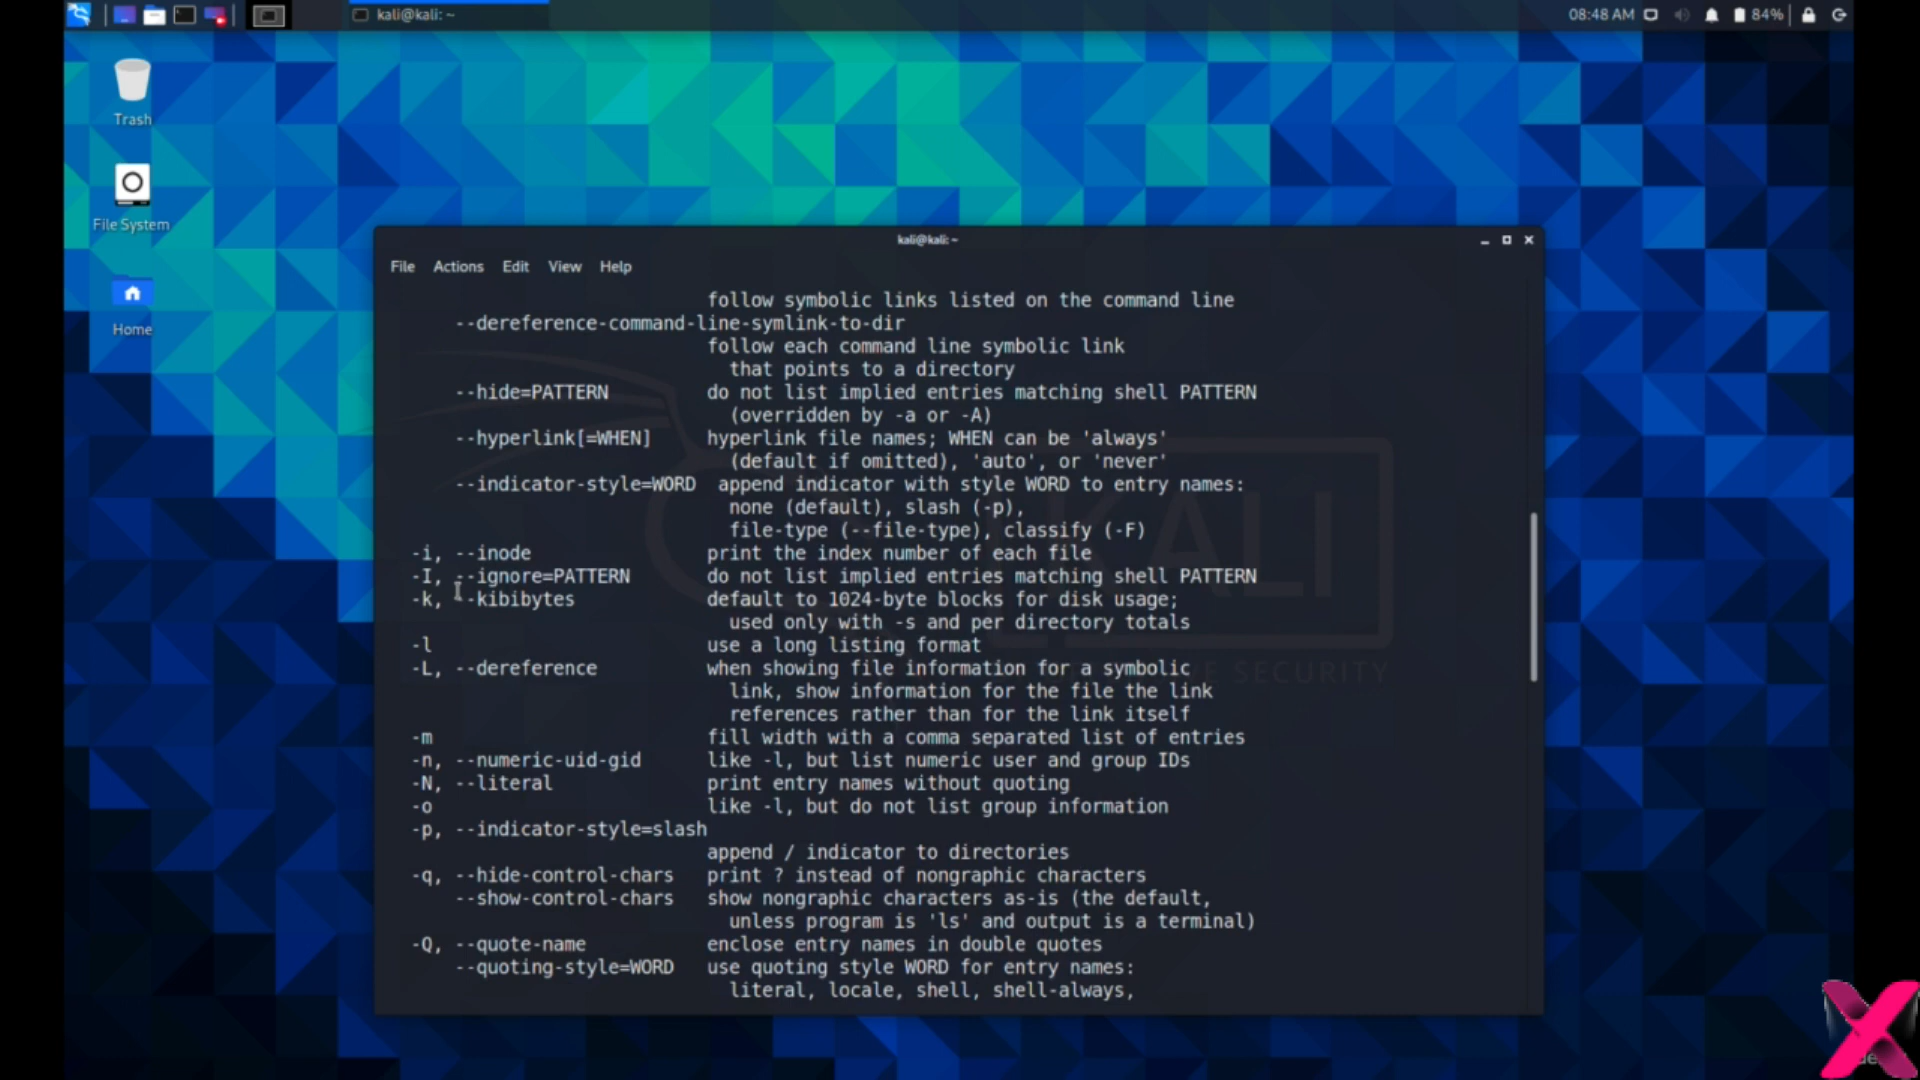 kali@kali: ~
08:48 AM
84%
Trash
File System
Home
kali@kali: ~
File Actions Edit View Help
follow symbolic links listed on the command line
--dereference-command-line-symlink-to-dir
follow each command line symbolic link
that points to a directory
--hide=PATTERN do not list implied entries matching shell PATTERN
(overridden by -a or -A)
--hyperlink[=WHEN] hyperlink file names; WHEN can be 'always'
(default if omitted), 'auto', or 'never'
--indicator-style=WORD append indicator with style WORD to entry names:
none (default), slash (-p),
file-type (--file-type), classify (-F)
-i, --inode print the index number of each file
-I, --ignore=PATTERN do not list implied entries matching shell PATTERN
-k, --kibibytes default to 1024-byte blocks for disk usage;
used only with -s and per directory totals
-l use a long listing format
-L, --dereference when showing file information for a symbolic
link, show information for the file the link
references rather than for the link itself
-m fill width with a comma separated list of entries
-n, --numeric-uid-gid like -l, but list numeric user and group IDs
-N, --literal print entry names without quoting
-o like -l, but do not list group information
-p, --indicator-style=slash
append / indicator to directories
-q, --hide-control-chars print ? instead of nongraphic characters
--show-control-chars show nongraphic characters as-is (the default,
unless program is 'ls' and output is a terminal)
-Q, --quote-name enclose entry names in double quotes
--quoting-style=WORD use quoting style WORD for entry names:
literal, locale, shell, shell-always,
KALI
SECURITY
X